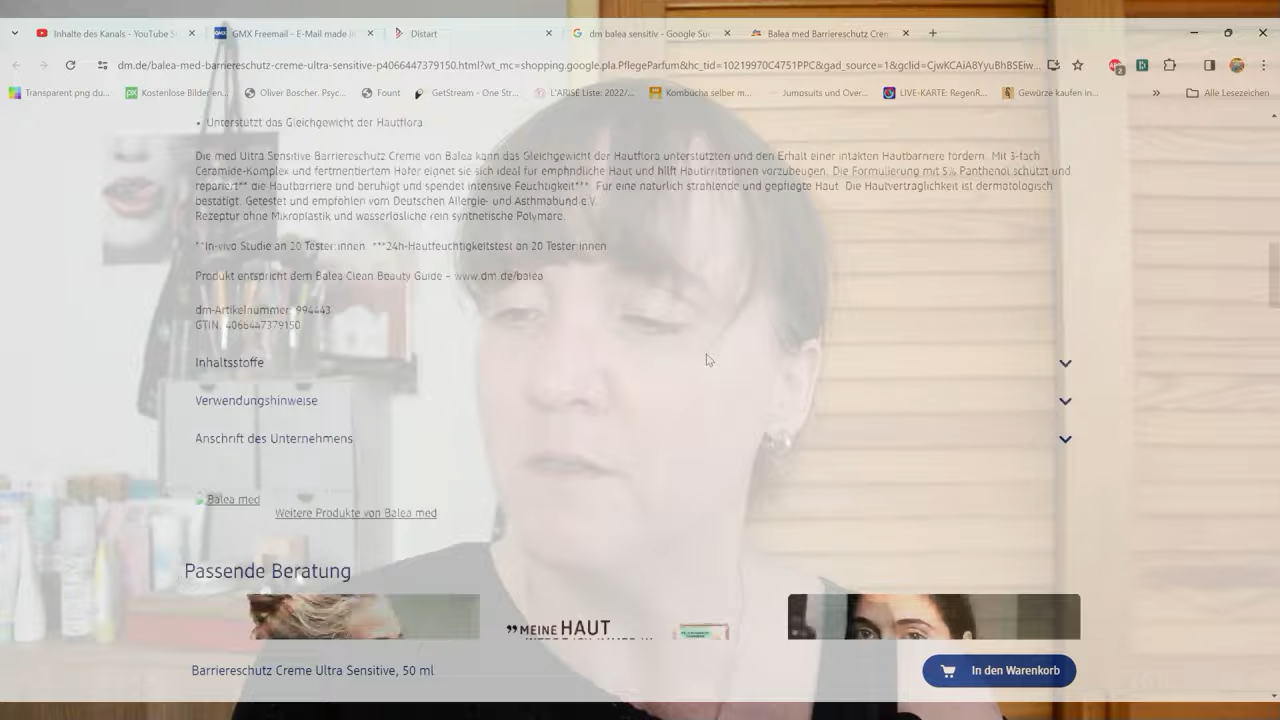 Inhalte des Kanals - YouTube S
GMX Freemail - E-Mail made i
Distart
dm balea sensitiv - Google Suc
Balea med Barriereschutz Crem
dm.de/balea-med-barriereschutz-creme-ultra-sensitive-p4066447379150.html?wt_mc=shopping.google.pla.PflegeParfum&hc_tid=10219970C4751PPC&gad_source=1&gclid=CjwKCAiA8YyuBhBSEiw...
Transparent png du...
Kostenlose Bilder en...
Oliver Boscher. Psyc...
Fount
GetStream - One Str...
L'ARISE Liste: 2022/...
Kombucha selber m...
Jumpsuits und Over...
LIVE-KARTE: RegenR...
Gewürze kaufen in...
Alle Lesezeichen
• Unterstützt das Gleichgewicht der Hautflora
Die med Ultra Sensitive Barriereschutz Creme von Balea kann das Gleichgewicht der Hautflora unterstützten und den Erhalt einer intakten Hautbarriere fördern. Mit 3-fach
Ceramide-Komplex und fermentiertem Hafer eignet sie sich ideal für empfindliche Haut und hilft Hautirritationen vorzubeugen. Die Formulierung mit 5% Panthenol schützt und
repariert** die Hautbarriere und beruhigt und spendet intensive Feuchtigkeit***. Für eine natürlich strahlende und gepflegte Haut. Die Hautverträglichkeit ist dermatologisch
bestätigt. Getestet und empfohlen vom Deutschen Allergie- und Asthmabund e.V.
Rezeptur ohne Mikroplastik und wasserlösliche rein synthetische Polymere.
**In-vivo Studie an 20 Tester:innen. ***24h-Hautfeuchtigkeitstest an 20 Tester:innen
Produkt entspricht dem Balea Clean Beauty Guide – www.dm.de/balea
dm-Artikelnummer: 994443
GTIN: 4066447379150
Inhaltsstoffe
Verwendungshinweise
Anschrift des Unternehmens
Balea med
Weitere Produkte von Balea med
Passende Beratung
"MEINE HAUT
Barriereschutz Creme Ultra Sensitive, 50 ml
In den Warenkorb